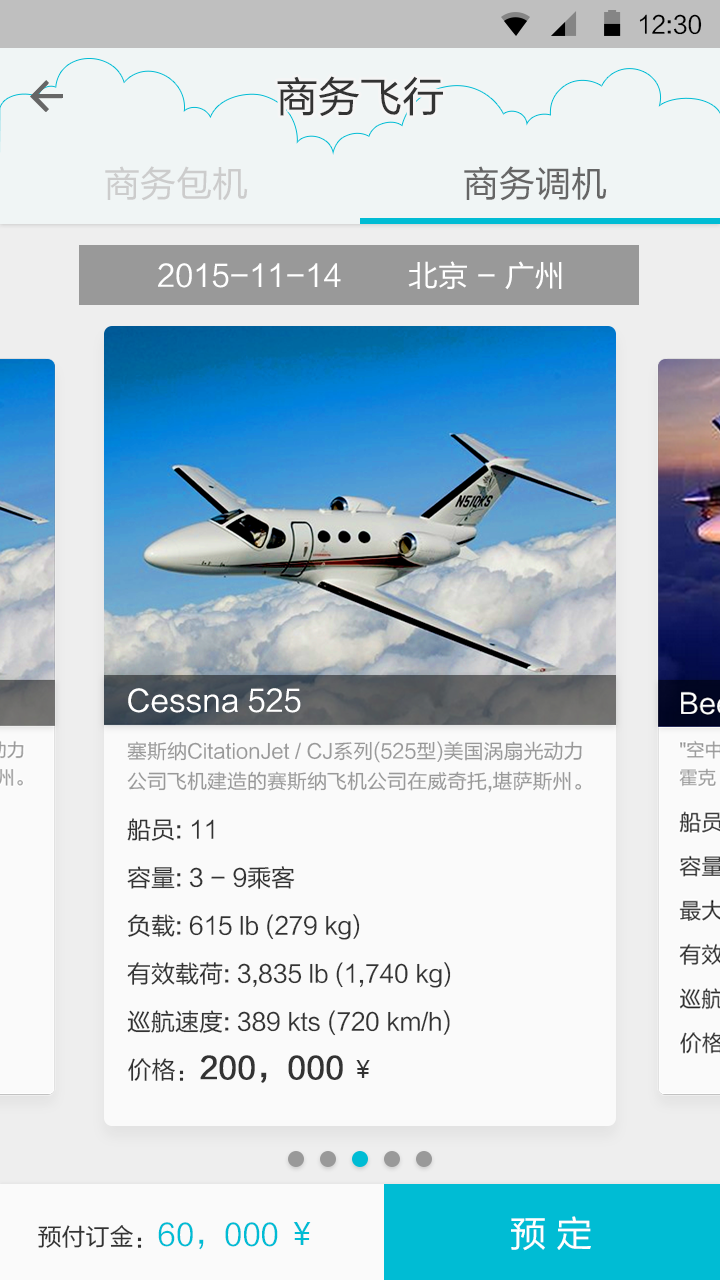 12:30
商务飞行
商务包机
商务调机
2015-11-14 北京 - 广州
N510KS
Cessna 525
Bee
塞斯纳CitationJet / CJ系列(525型)美国涡扇光动力
公司飞机建造的赛斯纳飞机公司在威奇托,堪萨斯州。
动力
州。
"空中
霍克
船员: 11
容量: 3 - 9乘客
负载: 615 lb (279 kg)
有效载荷: 3,835 lb (1,740 kg)
巡航速度: 389 kts (720 km/h)
价格：200，000 ¥
船员
容量
最大
有效
巡航
价格
预付订金：60，000 ¥
预 定